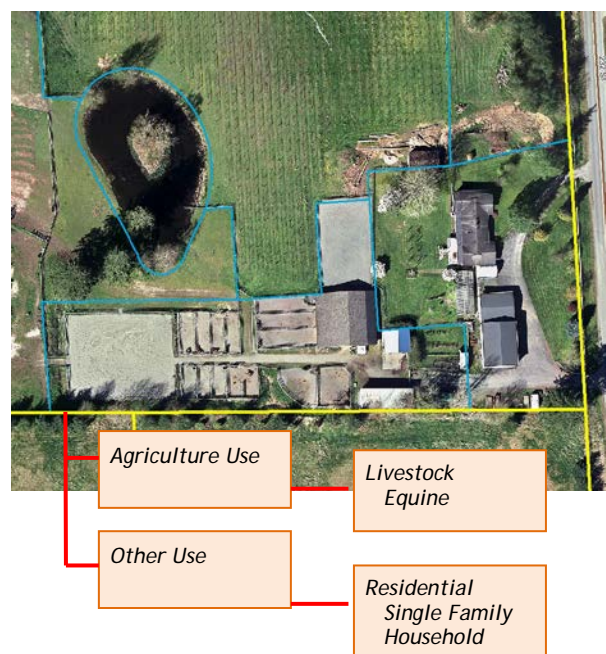 Agriculture Use
Livestock
Equine
Other Use
Residential
Single Family
Household